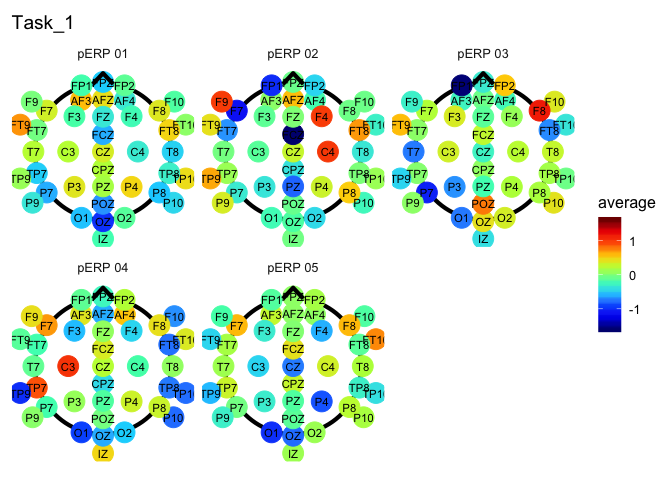 Task_1
pERP 01 pERP 02 pERP 03
FP1 FPZ FP2 FP1 FPZ FP2 FPZ FP2
F9 AF3 AFZ AF4 F10 F9 AFZ AF4 F10 F9 AF3 AFZ AF4 F10
F7 F3 FZ F4 F8 F7 F3 FZ F4 F8 F7 F3 FZ F4 F8
FT9 FT7 FCZ FT8 FT10 FT9 FT7 FT8 FT10 FT9 FT7 FCZ FT8 FT10
T7 C3 CZ C4 T8 T7 C3 CZ C4 T8 T7 C3 CZ C4 T8
TP9 TP7 CPZ TP8 TP10 TP9 TP7 CPZ TP8 TP10 TP9 TP7 CPZ TP8 TP10
P9 P7 P3 PZ P4 P8 P10 P9 P7 P3 PZ P4 P8 P10 P9 P7 P3 PZ P4 P8 P10
O1 POZ OZ O2 O1 POZ OZ O2 O1 POZ OZ O2
IZ IZ IZ
average
1
0
-1
pERP 04 pERP 05
FP1 FPZ FP2 FP1 FPZ FP2
AF3 AFZ AF4 F10 F9 AF3 AFZ AF4 F10
F9 F7 F3 FZ F4 F8 F7 F3 FZ F4 F8
FT9 FT7 FCZ FT8 FT9 FT7 FCZ FT8 FT10
T7 C3 CZ C4 T8 T7 C3 CZ C4 T8
TP9 TP7 CPZ TP8 TP10 TP9 TP7 CPZ TP8 TP10
P9 P7 P3 PZ P4 P8 P10 P9 P7 P3 PZ P4 P8 P10
O1 POZ OZ O2 O1 POZ OZ O2
IZ IZ